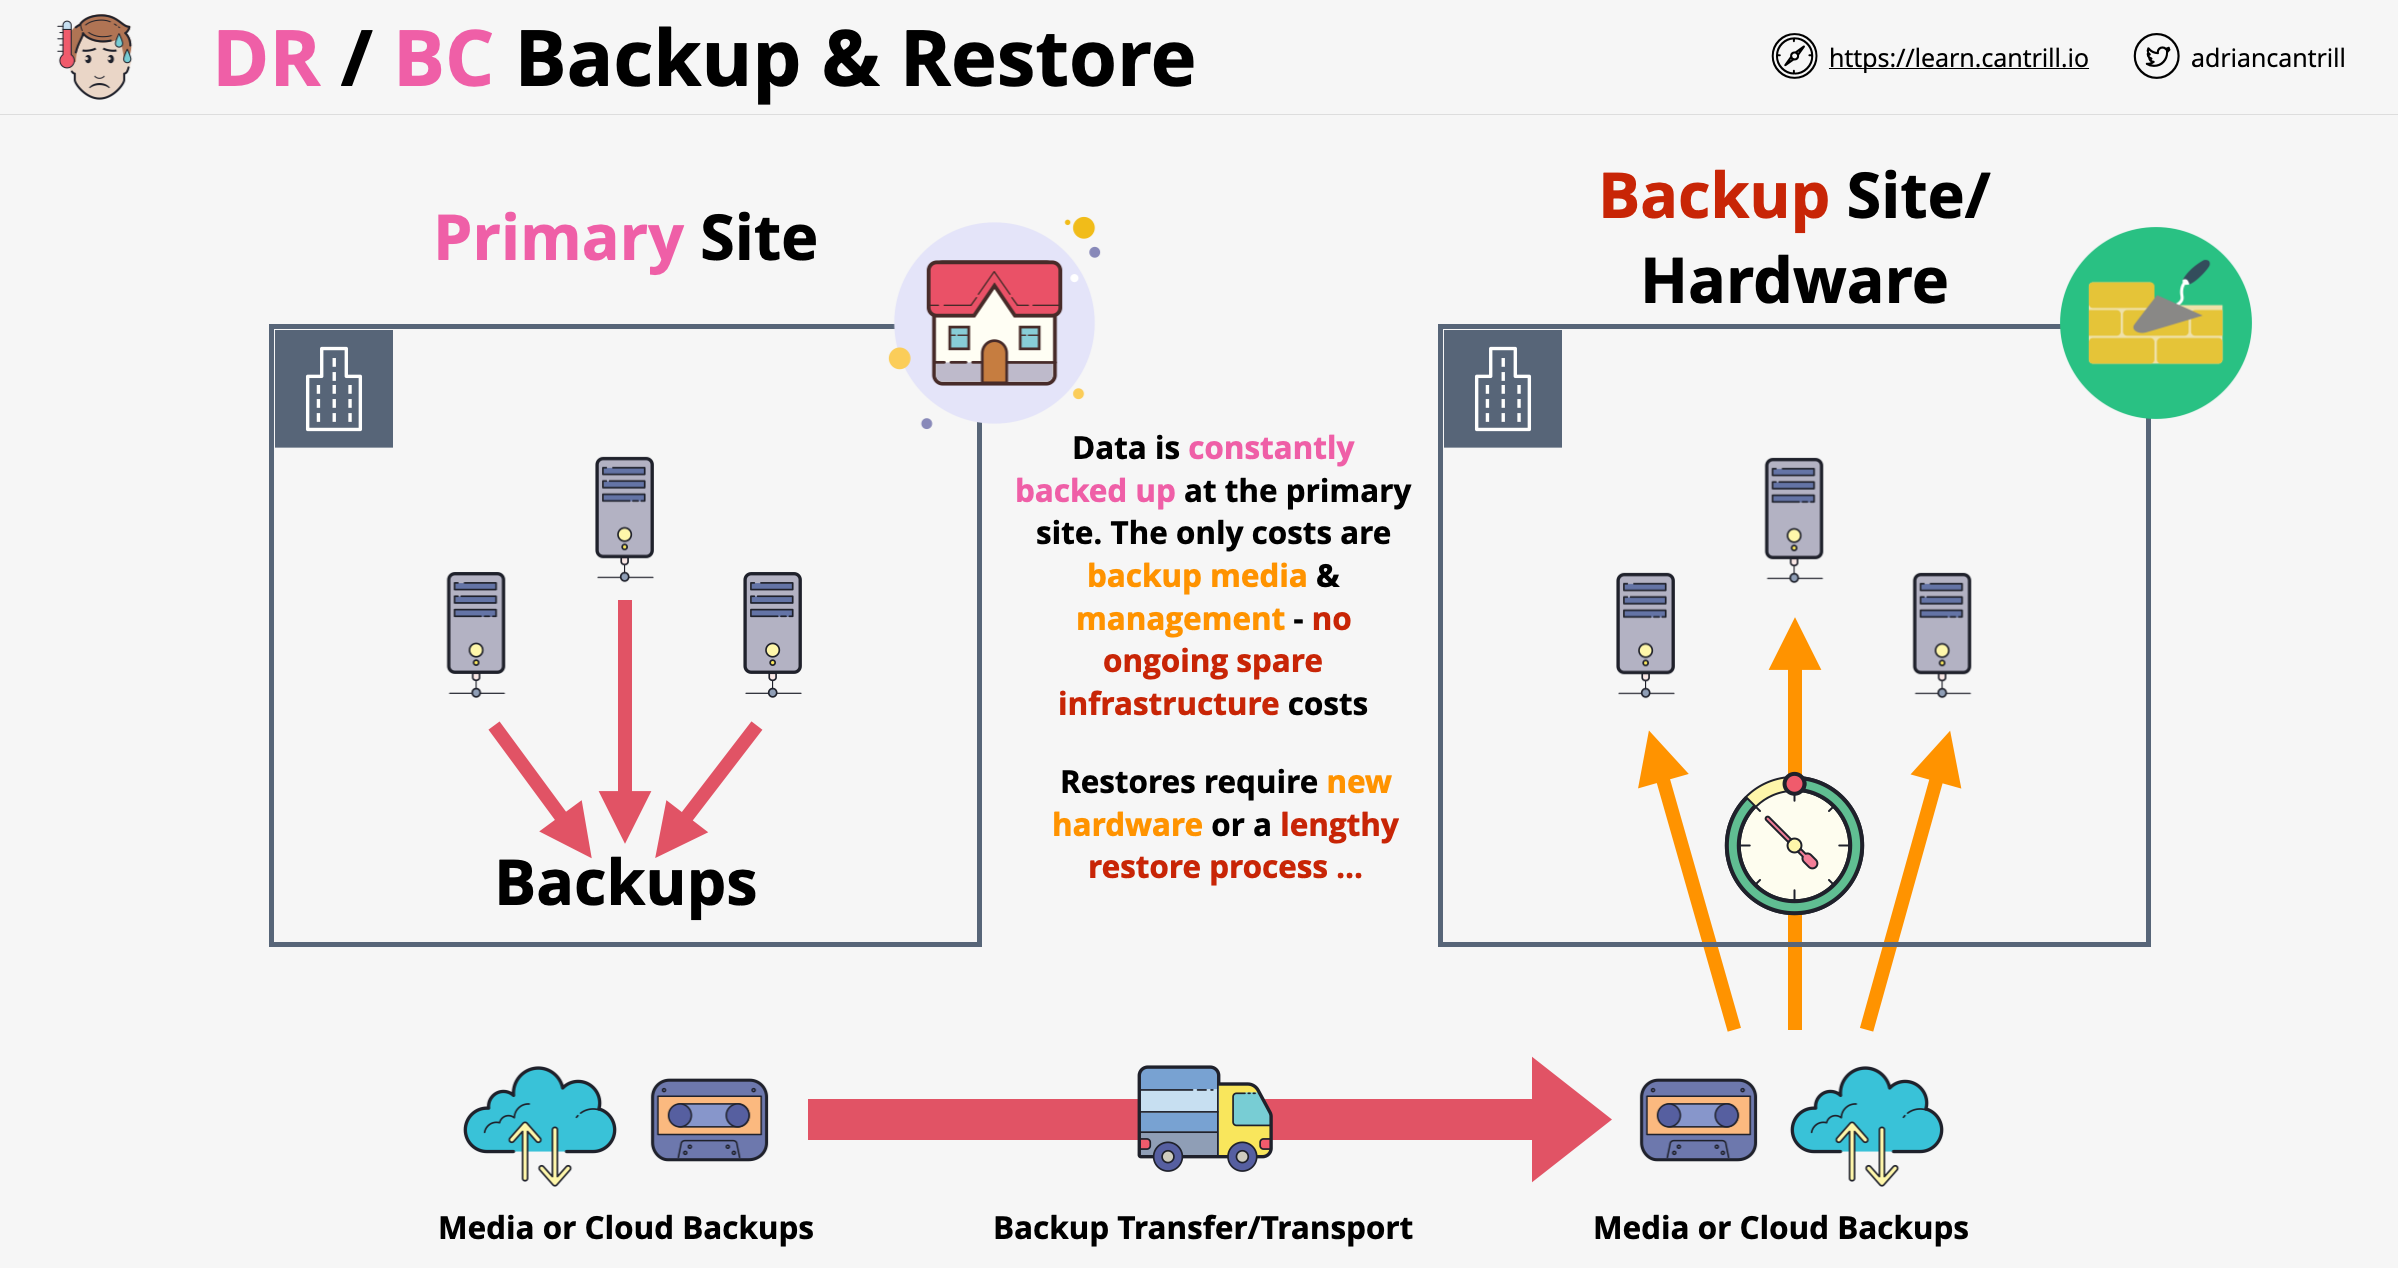 DR / BC Backup & Restore
https://learn.cantrill.io
adriancantrill
Primary Site
Backup Site/
Hardware
Data is constantly
backed up at the primary
site. The only costs are
backup media &
management - no
ongoing spare
infrastructure costs
Restores require new
hardware or a lengthy
restore process ...
Backups
Media or Cloud Backups
Backup Transfer/Transport
Media or Cloud Backups